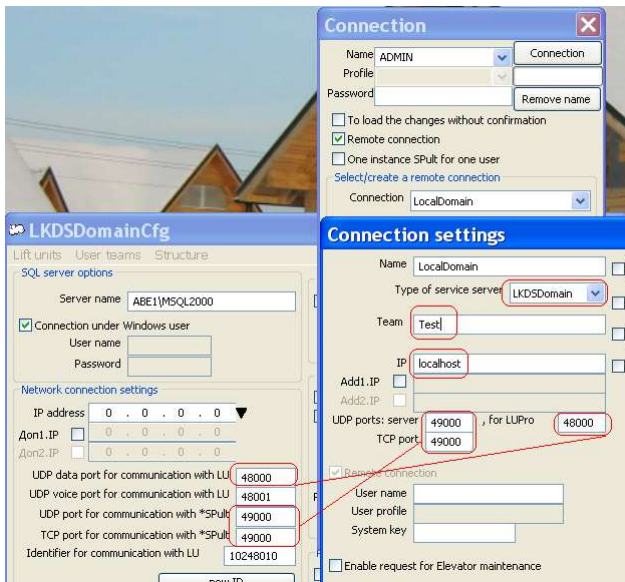 Connection
Name ADMIN Connection
Profile
Password Remove name
To load the changes without confirmation
Remote connection
One instance SPult for one user
Select/create a remote connection
Connection LocalDomain
LKDSDomainCfg
Lift units User teams Structure
SQL server options
Server name ABE1\MSQL2000
Connection under Windows user
User name
Password
Network connection settings
IP address 0 . 0 . 0 . 0
Доп1.IP 0 . 0 . 0 . 0
Доп2.IP 0 . 0 . 0 . 0
UDP data port for communication with LU 48000
UDP voice port for communication with LU 48001
UDP port for communication with *SPult 49000
TCP port for communication with *SPult 49000
Identifier for communication with LU 10248010
new ID
Connection settings
Name LocalDomain
Type of service server LKDSDomain
Team Test
IP localhost
Add1.IP
Add2.IP
UDP ports: server 49000 , for LUPro 48000
TCP port 49000
Remote connection
User name
User profile
System key
Enable request for Elevator maintenance